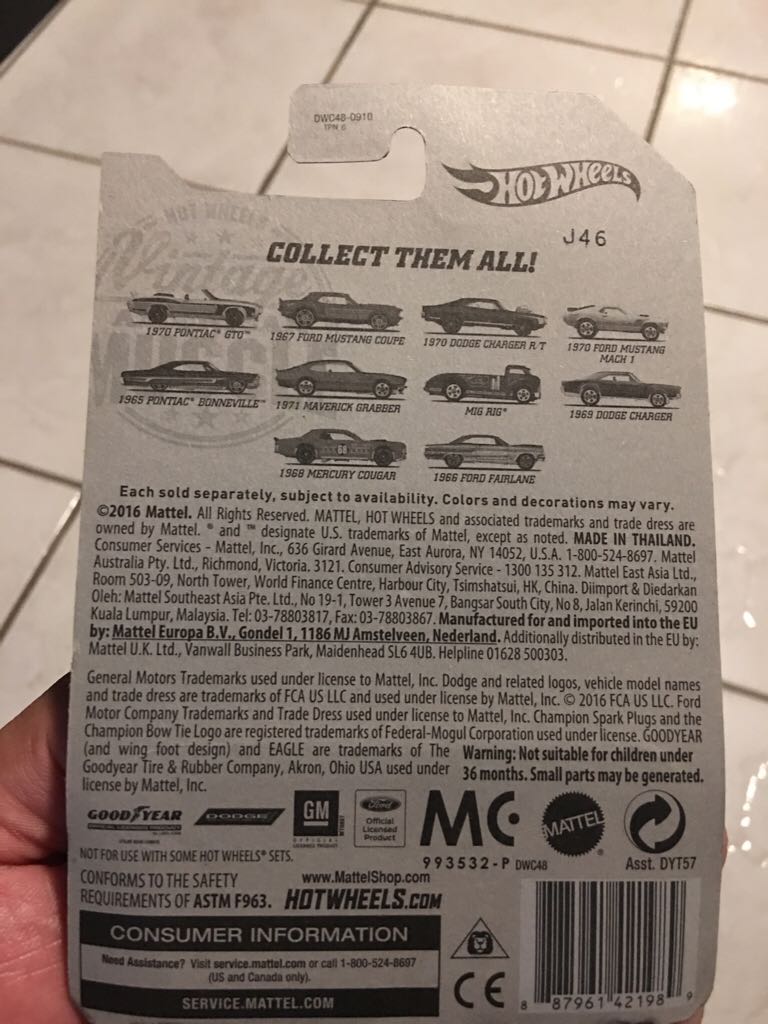 DWC48-0910
TPN 6
HOT WHEELS
J46
HOT WHEELS
Vintage
COLLECT THEM ALL!
1970 PONTIAC® GTO™
1967 FORD MUSTANG COUPE
1970 DODGE CHARGER R/T
1970 FORD MUSTANG
MACH 1
1965 PONTIAC® BONNEVILLE™
1971 MAVERICK GRABBER
MIG RIG®
1969 DODGE CHARGER
68
1968 MERCURY COUGAR
1966 FORD FAIRLANE
Each sold separately, subject to availability. Colors and decorations may vary.
©2016 Mattel. All Rights Reserved. MATTEL, HOT WHEELS and associated trademarks and trade dress are
owned by Mattel. ® and ™ designate U.S. trademarks of Mattel, except as noted. MADE IN THAILAND.
Consumer Services - Mattel, Inc., 636 Girard Avenue, East Aurora, NY 14052, U.S.A. 1-800-524-8697. Mattel
Australia Pty. Ltd., Richmond, Victoria. 3121. Consumer Advisory Service - 1300 135 312. Mattel East Asia Ltd.,
Room 503-09, North Tower, World Finance Centre, Harbour City, Tsimshatsui, HK, China. Diimport & Diedarkan
Oleh: Mattel Southeast Asia Pte. Ltd., No 19-1, Tower 3 Avenue 7, Bangsar South City, No 8, Jalan Kerinchi, 59200
Kuala Lumpur, Malaysia. Tel: 03-78803817, Fax: 03-78803867. Manufactured for and imported into the EU
by: Mattel Europa B.V., Gondel 1, 1186 MJ Amstelveen, Nederland. Additionally distributed in the EU by:
Mattel U.K. Ltd., Vanwall Business Park, Maidenhead SL6 4UB. Helpline 01628 500303.
General Motors Trademarks used under license to Mattel, Inc. Dodge and related logos, vehicle model names
and trade dress are trademarks of FCA US LLC and used under license by Mattel, Inc. © 2016 FCA US LLC. Ford
Motor Company Trademarks and Trade Dress used under license to Mattel, Inc. Champion Spark Plugs and the
Champion Bow Tie Logo are registered trademarks of Federal-Mogul Corporation used under license. GOODYEAR
(and wing foot design) and EAGLE are trademarks of The
Goodyear Tire & Rubber Company, Akron, Ohio USA used under
license by Mattel, Inc.
Warning: Not suitable for children under
36 months. Small parts may be generated.
GOODYEAR
DODGE
GM
Ford
Official
Licensed
Product
MC
MATTEL
NOT FOR USE WITH SOME HOT WHEELS® SETS.
993532-P DWC48
Asst. DYT57
CONFORMS TO THE SAFETY
REQUIREMENTS OF ASTM F963.
www.MattelShop.com
HOTWHEELS.COM
CONSUMER INFORMATION
Need Assistance? Visit service.mattel.com or call 1-800-524-8697
(US and Canada only).
SERVICE.MATTEL.COM
CE
8 87961 42198 9